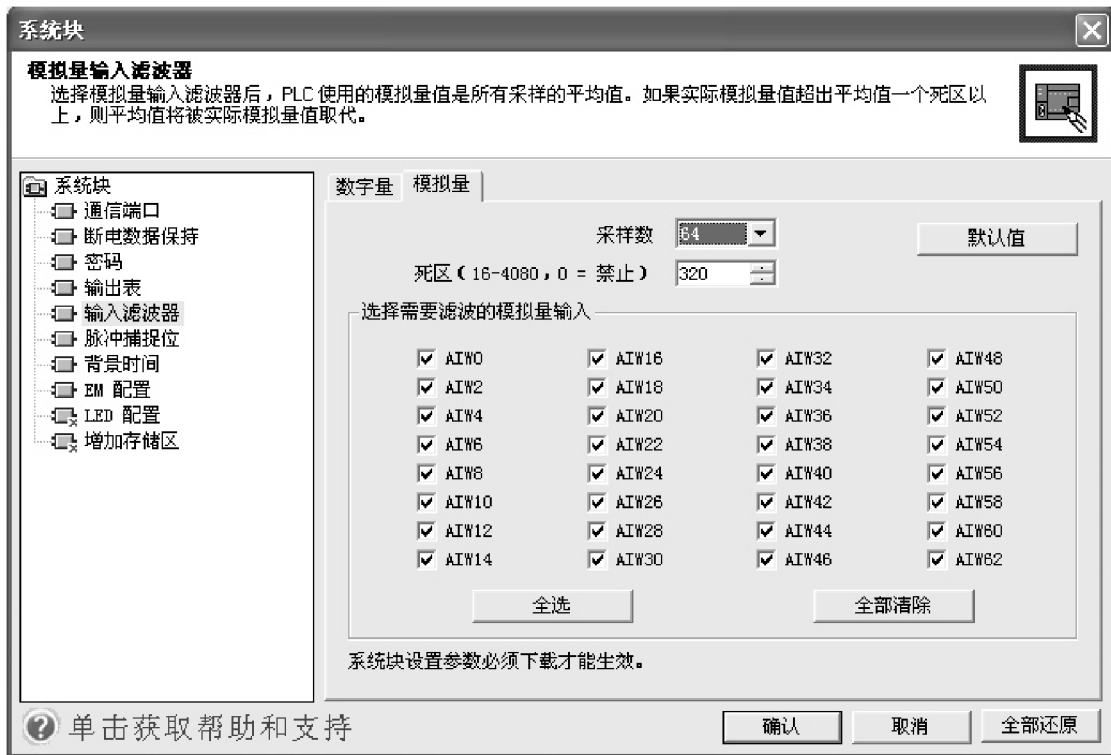 系统块
模拟量输入滤波器
选择模拟量输入滤波器后，PLC 使用的模拟量值是所有采样的平均值。如果实际模拟量值超出平均值一个死区以
上，则平均值将被实际模拟量值取代。
系统块
通信端口
断电数据保持
密码
输出表
输入滤波器
脉冲捕捉位
背景时间
EM 配置
LED 配置
增加存储区
数字量 模拟量
采样数 64 默认值
死区（16-4080，0 = 禁止） 320
选择需要滤波的模拟量输入
AIW0 AIW16 AIW32 AIW48
AIW2 AIW18 AIW34 AIW50
AIW4 AIW20 AIW36 AIW52
AIW6 AIW22 AIW38 AIW54
AIW8 AIW24 AIW40 AIW56
AIW10 AIW26 AIW42 AIW58
AIW12 AIW28 AIW44 AIW60
AIW14 AIW30 AIW46 AIW62
全选 全部清除
系统块设置参数必须下载才能生效。
单击获取帮助和支持 确认 取消 全部还原